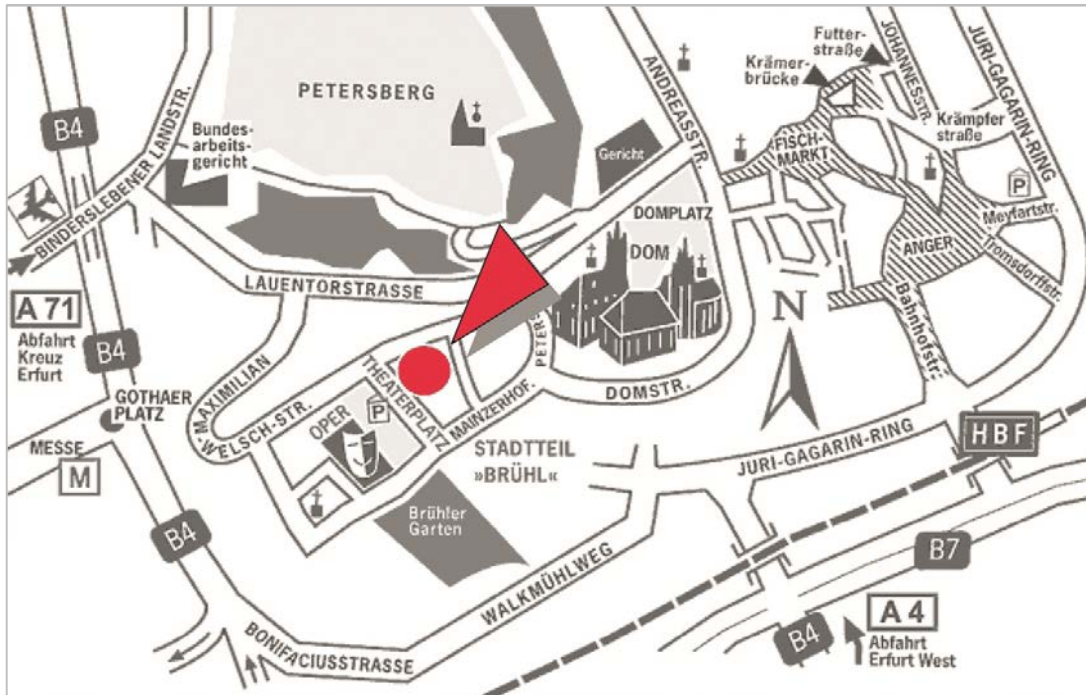 B4
BINDERSLEBENER LANDSTR.
Bundes-
arbeits-
gericht
PETERSBERG
Gericht
ANDREASSTR.
Krämer-
brücke
Futter-
straße
JOHANNESSTR.
JURI-GAGARIN-RING
Krämpfer
straße
FISCH-
MARKT
P
Meyfartstr.
Tromsdorffstr.
ANGER
Bahnhofstr.
DOMPLATZ
DOM
LAUENTORSTRASSE
A 71
Abfahrt
Kreuz
Erfurt
B4
GOTHAER
PLATZ
MESSE
M
MAXIMILIAN
-WELSCH-STR.
OPER
P
THEATERPLATZ
MAINZERHOF.
PETERS
DOMSTR.
N
STADTTEIL
»BRÜHL«
Brühler
Garten
JURI-GAGARIN-RING
HBF
B7
B4
WALKMÜHLWEG
BONIFACIUSSTRASSE
B4
A 4
Abfahrt
Erfurt West